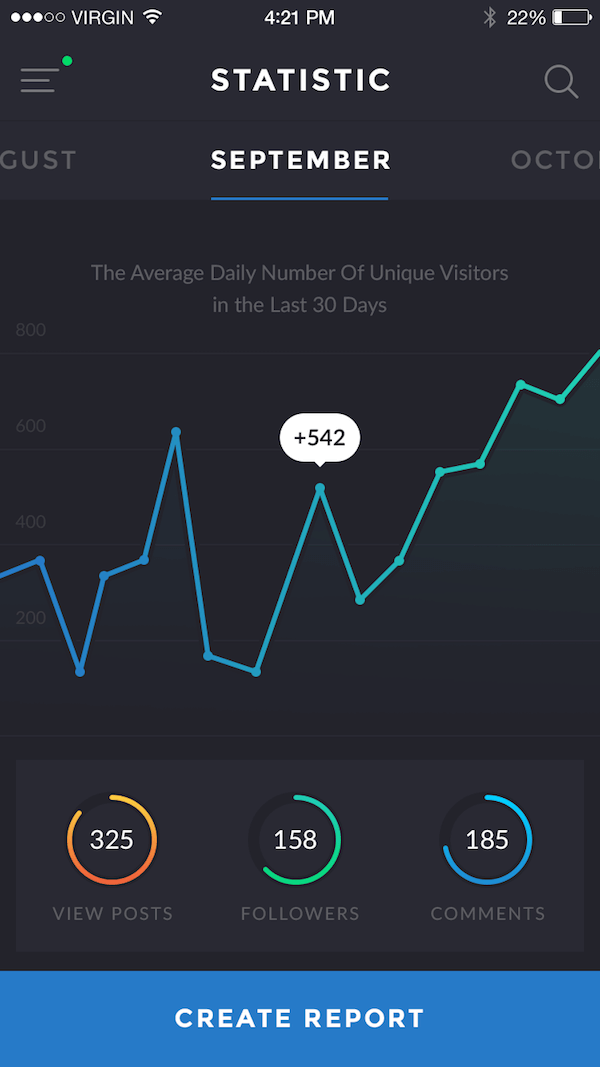 VIRGIN 4:21 PM 22%
STATISTIC
GUST SEPTEMBER OCTO
The Average Daily Number Of Unique Visitors
in the Last 30 Days
800
600
+542
400
200
325 158 185
VIEW POSTS FOLLOWERS COMMENTS
CREATE REPORT